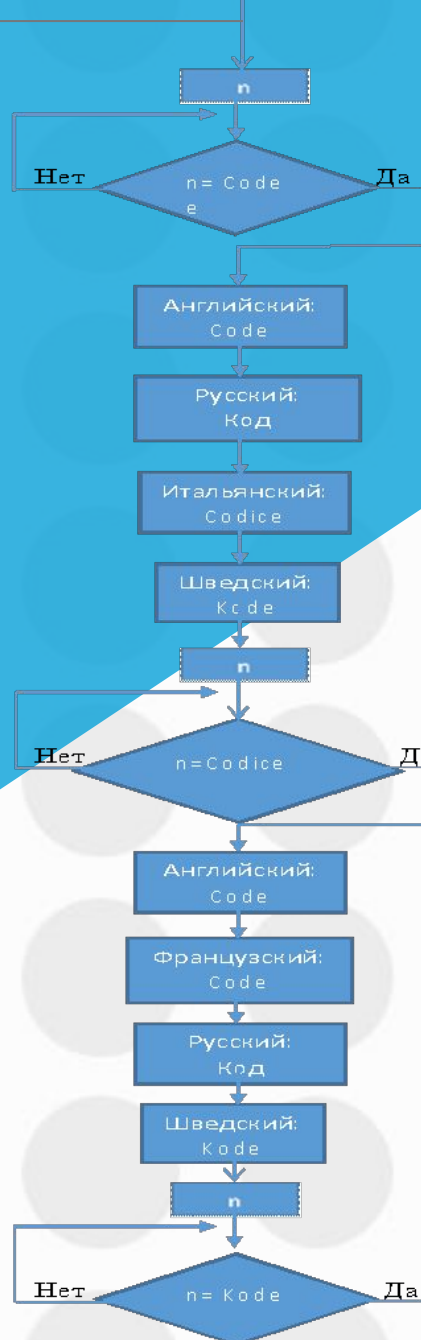 n
Нет
Да
n= Code
e
Английский:
Code
Русский:
Код
Итальянский:
Codice
Шведский:
Kode
n
Нет
Д
n=Codice
Английский:
Code
Французский:
Code
Русский:
Код
Шведский:
Kode
n
Нет
Да
n= Kode